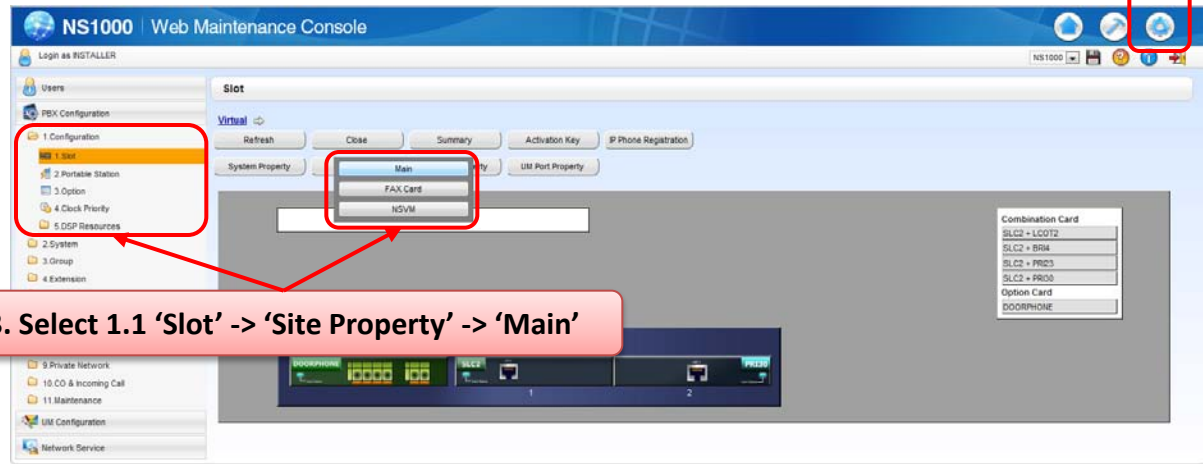 NS1000 Web Maintenance Console
Login as INSTALLER
NS1000
Users
PBX Configuration
1.Configuration
1.Slot
2.Portable Station
3.Option
4.Clock Priority
5.DSP Resources
2.System
3.Group
4.Extension
9.Private Network
10.CO & Incoming Call
11.Maintenance
UM Configuration
Network Service
Slot
Virtual
Refresh
Close
Summary
Activation Key
IP Phone Registration
System Property
UM Port Property
Main
FAX Card
NSVM
Combination Card
SLC2 + LCOT2
SLC2 + BRI4
SLC2 + PRI23
SLC2 + PRI30
Option Card
DOORPHONE
. Select 1.1 ‘Slot’ -> ‘Site Property’ -> ‘Main’
DOORPHONE
SLC2
PRI30
1
2